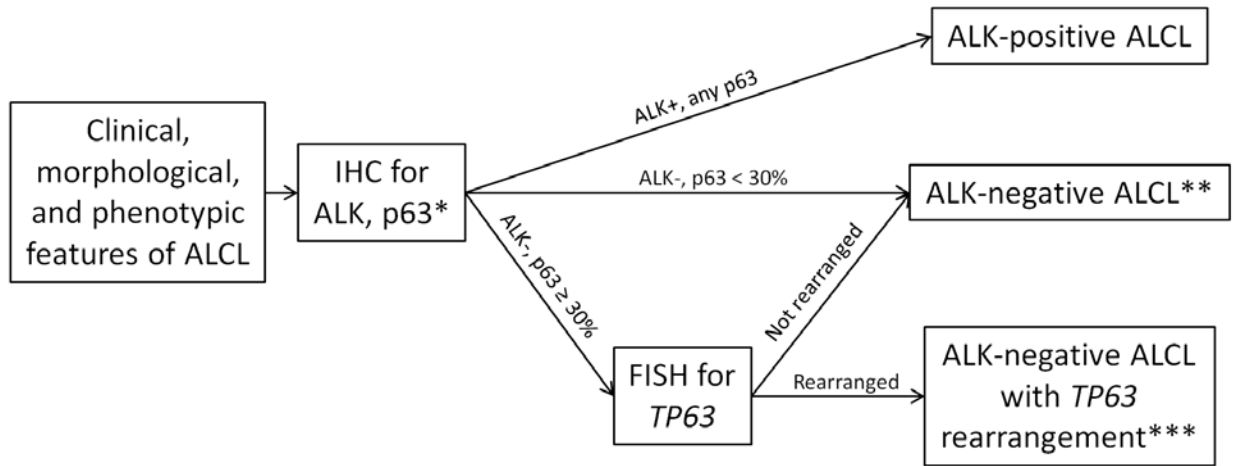 Clinical,
morphological,
and phenotypic
features of ALCL
IHC for
ALK, p63*
ALK+, any p63
ALK-positive ALCL
ALK-, p63 < 30%
ALK-negative ALCL**
ALK-, p63 ≥ 30%
FISH for
TP63
Not rearranged
Rearranged
ALK-negative ALCL
with TP63
rearrangement***